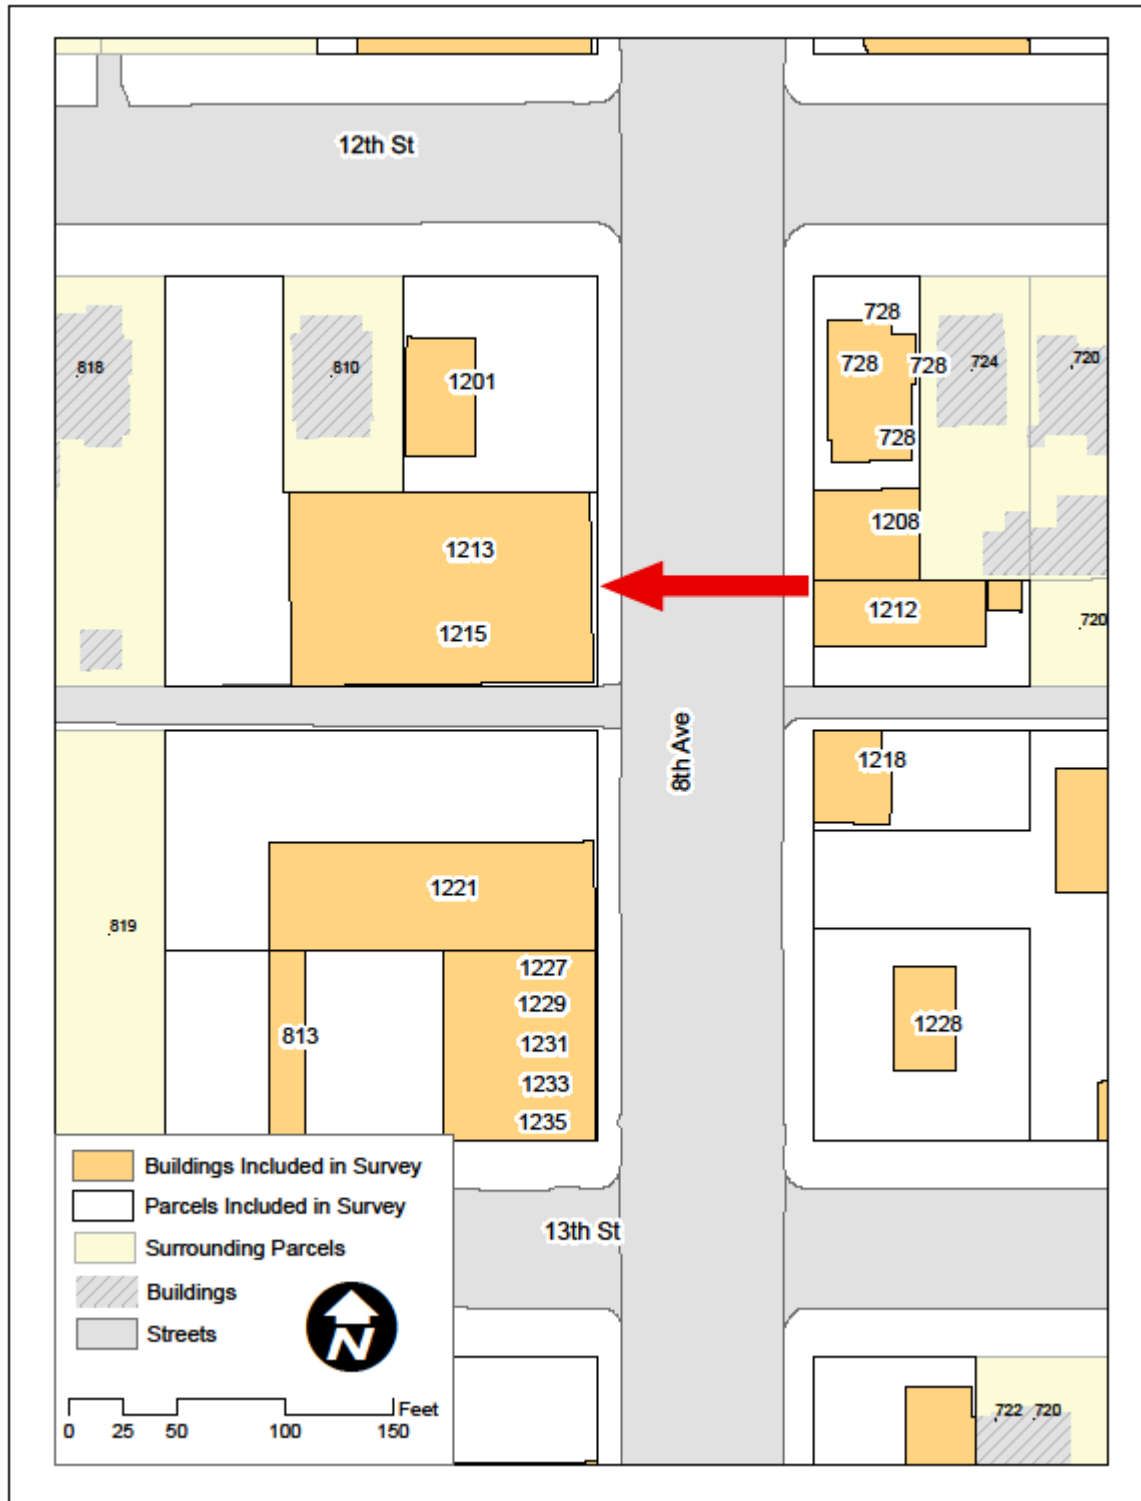 12th St
728
818
810
1201
728
728
724
720
728
1208
1213
1212
1215
720
8th Ave
1218
1221
819
1227
1229
813
1228
1231
1233
1235
Buildings Included in Survey
Parcels Included in Survey
13th St
Surrounding Parcels
Buildings
Streets
N
Feet
0 25 50 100 150
722 720